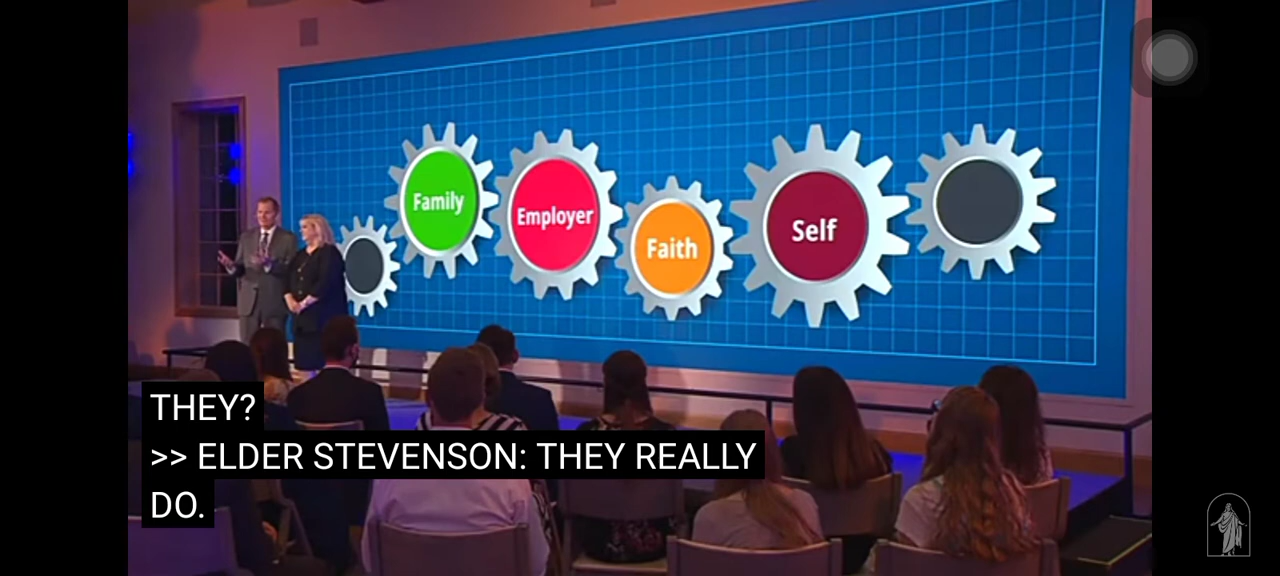 Family
Employer
Faith
Self
THEY?
>> ELDER STEVENSON: THEY REALLY
DO.